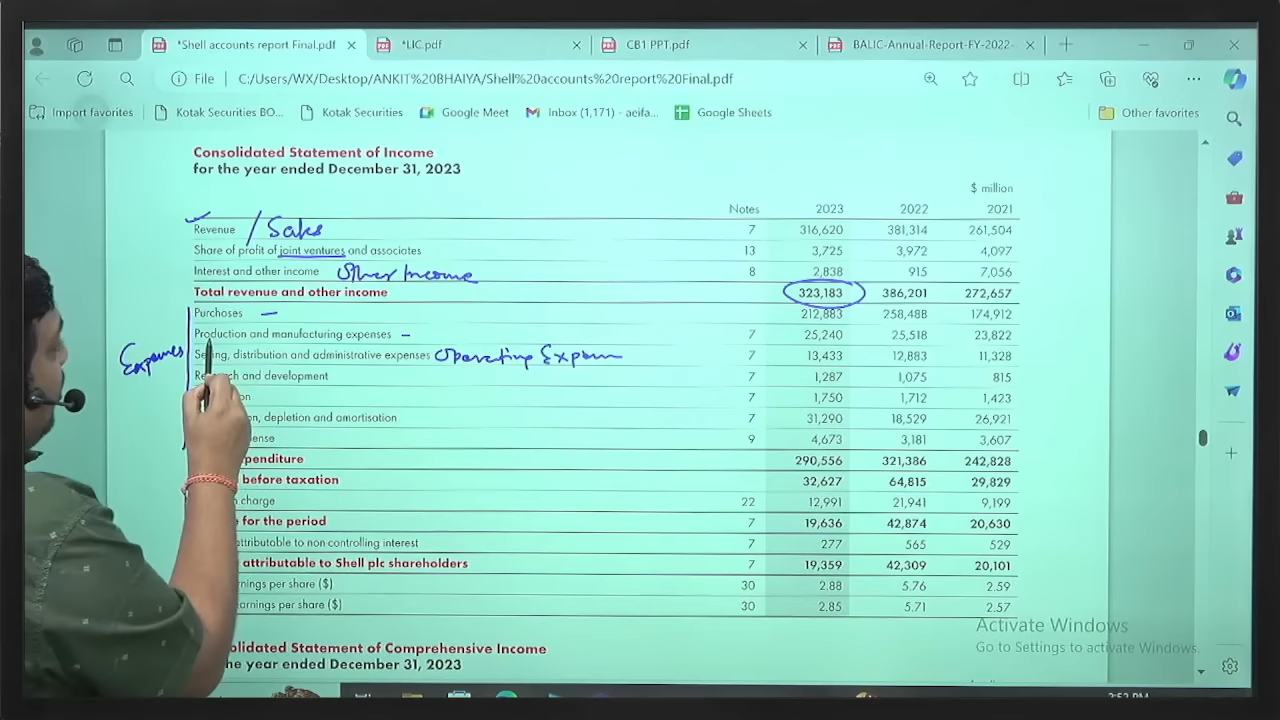 *Shell accounts report Final.pdf *LIC.pdf CB1 PPT.pdf BALIC-Annual-Report-FY-2022-
File C:/Users/WX/Desktop/ANKIT%20BHAIYA/Shell%20accounts%20report%20Final.pdf
Import favorites Kotak Securities BO... Kotak Securities Google Meet Inbox (1,171) - aeifa... Google Sheets Other favorites
Consolidated Statement of Income
for the year ended December 31, 2023
$ million
Notes 2023 2022 2021
Revenue / Sales 7 316,620 381,314 261,504
Share of profit of joint ventures and associates 13 3,725 3,972 4,097
Interest and other income Other Income 8 2,838 915 7,056
Total revenue and other income 323,183 386,201 272,657
Purchases 212,883 258,488 174,912
Production and manufacturing expenses 7 25,240 25,518 23,822
Expenses
Selling, distribution and administrative expenses Operating Expen 7 13,433 12,883 11,328
and development 7 1,287 1,075 815
7 1,750 1,712 1,423
, depletion and amortisation 7 31,290 18,529 26,921
9 4,673 3,181 3,607
290,556 321,386 242,828
before taxation 32,627 64,815 29,829
charge 22 12,991 21,941 9,199
for the period 7 19,636 42,874 20,630
attributable to non-controlling interest 7 277 565 529
attributable to Shell plc shareholders 7 19,359 42,309 20,101
per share ($) 30 2.88 5.76 2.59
earnings per share ($) 30 2.85 5.71 2.57
Activate Windows
Go to Settings to activate Windows.
Statement of Comprehensive Income
year ended December 31, 2023